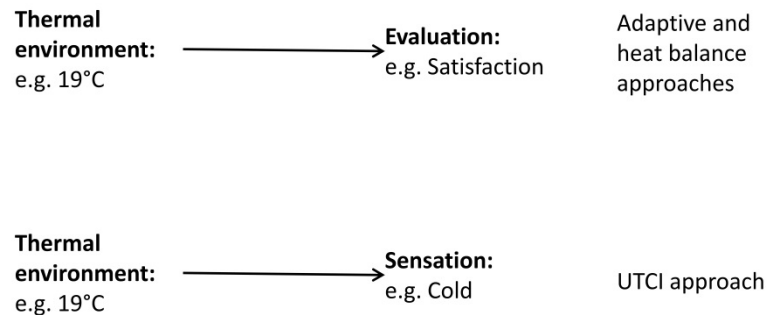 Thermal
environment:
e.g. 19°C
Evaluation:
e.g. Satisfaction
Adaptive and
heat balance
approaches
Thermal
environment:
e.g. 19°C
Sensation:
e.g. Cold
UTCI approach